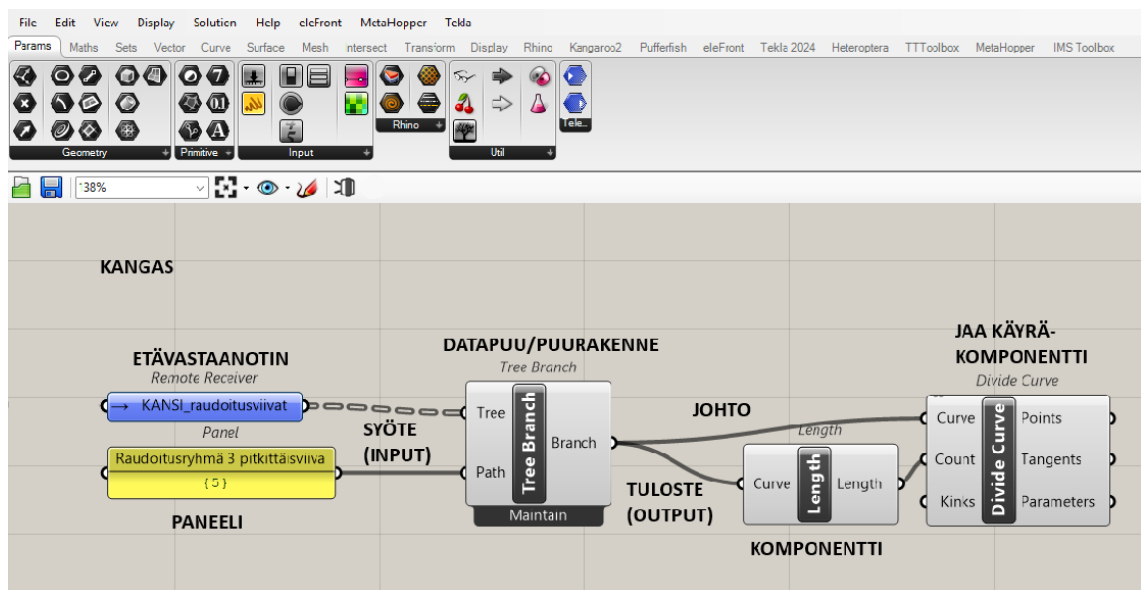 File Edit View Display Solution Help eleFront MetaHopper Tekla
Params Maths Sets Vector Curve Surface Mesh Intersect Transform Display Rhino Kangaroo2 Pufferfish eleFront Tekla 2024 Heteroptera TTToolbox MetaHopper IMS Toolbox
Geometry Primitive Input Rhino Util Tele...
38%
KANGAS
ETÄVASTAANOTIN
Remote Receiver
→ KANSI_raudoitusviivat
Panel
Raudoitusryhmä 3 pitkittäisviiva
{5}
PANEELI
SYÖTE
(INPUT)
DATAPUU/PUURAKENNE
Tree Branch
Tree
Path
Tree Branch
Branch
Maintain
JOHTO
TULOSTE
(OUTPUT)
Length
Curve
Length
Length
KOMPONENTTI
JAA KÄYRÄ-
KOMPONENTTI
Divide Curve
Curve
Count
Kinks
Divide Curve
Points
Tangents
Parameters